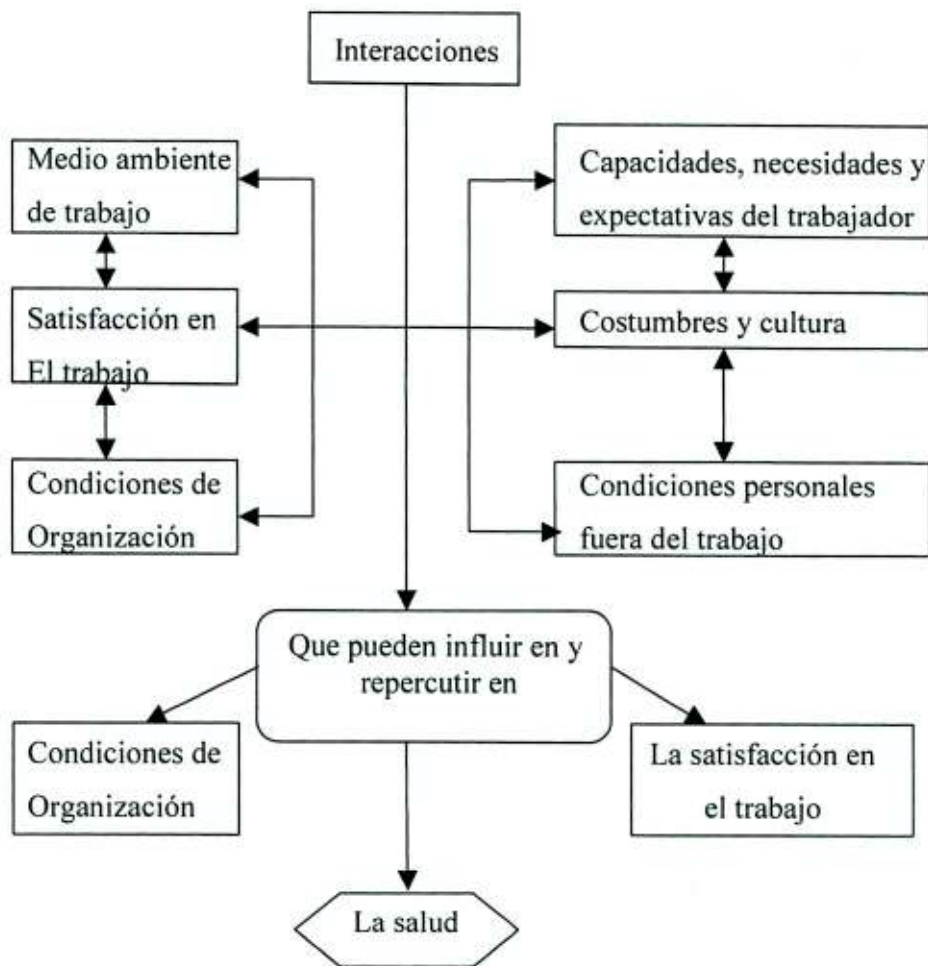 Interacciones
Medio ambiente
de trabajo
Capacidades, necesidades y
expectativas del trabajador
Satisfacción en
El trabajo
Costumbres y cultura
Condiciones de
Organización
Condiciones personales
fuera del trabajo
Que pueden influir en y
repercutir en
Condiciones de
Organización
La satisfacción en
el trabajo
La salud